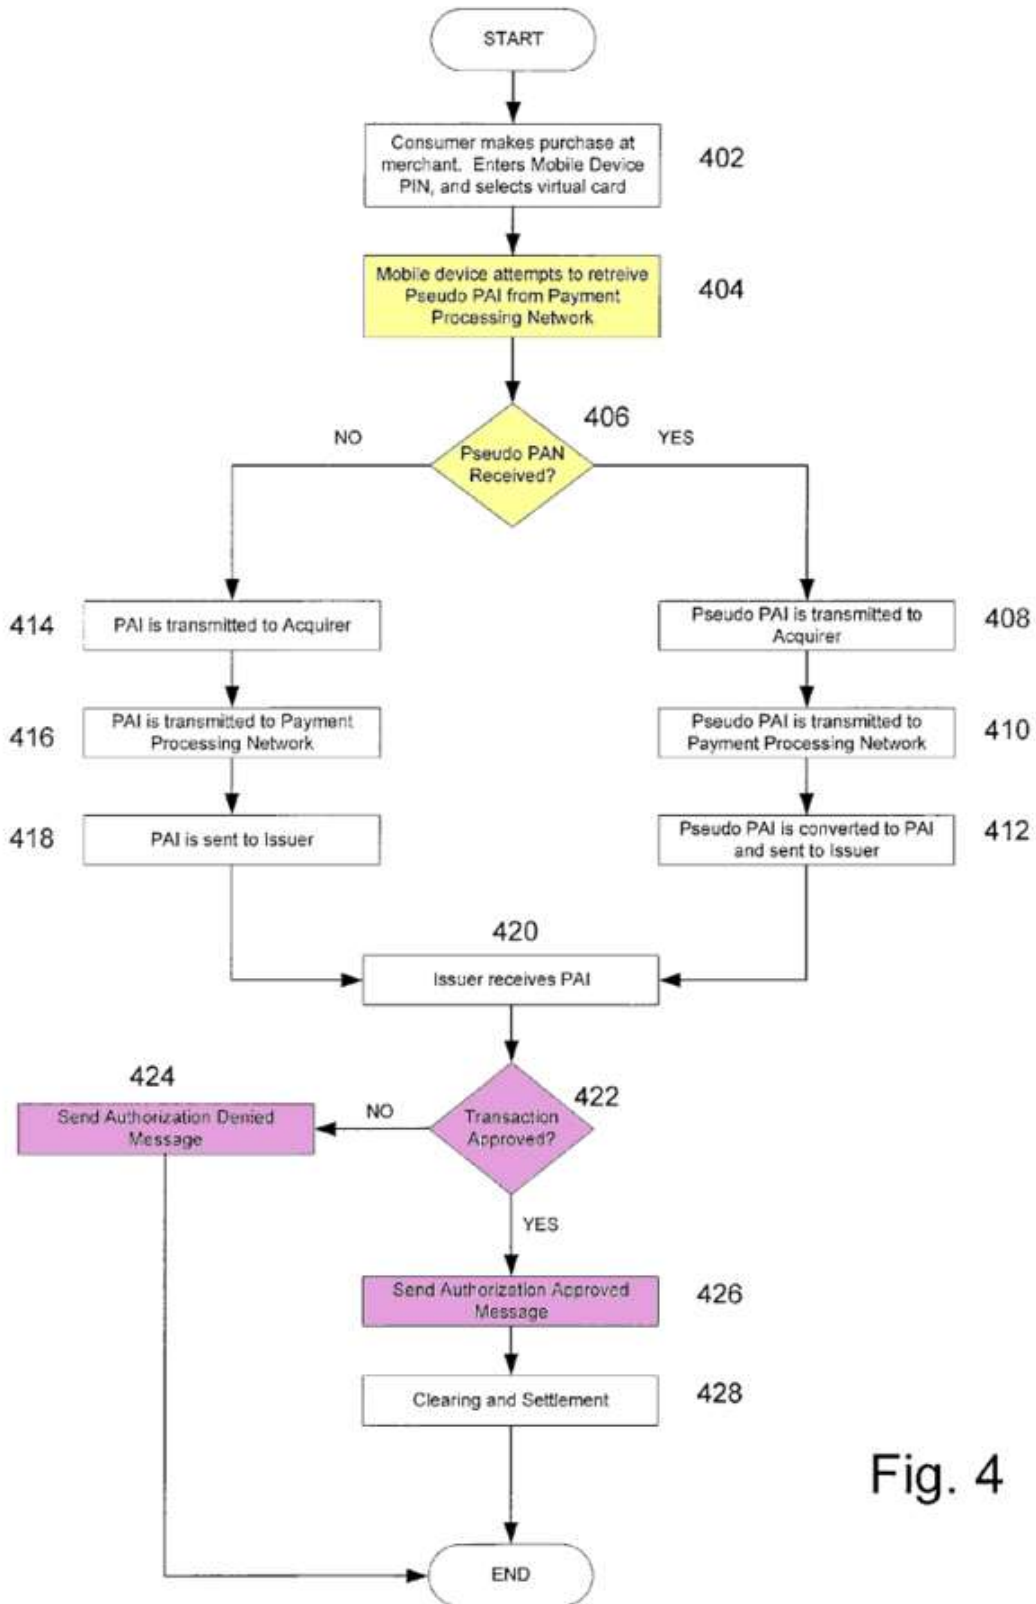 START
Consumer makes purchase at
merchant. Enters Mobile Device
PIN, and selects virtual card
402
Mobile device attempts to retreive
Pseudo PAI from Payment
Processing Network
404
406
NO
YES
Pseudo PAN
Received?
414
PAI is transmitted to Acquirer
Pseudo PAI is transmitted to
Acquirer
408
416
PAI is transmitted to Payment
Processing Network
Pseudo PAI is transmitted to
Payment Processing Network
410
418
PAI is sent to Issuer
Pseudo PAI is converted to PAI
and sent to Issuer
412
420
Issuer receives PAI
424
Send Authorization Denied
Message
NO
422
Transaction
Approved?
YES
Send Authorization Approved
Message
426
Clearing and Settlement
428
Fig. 4
END